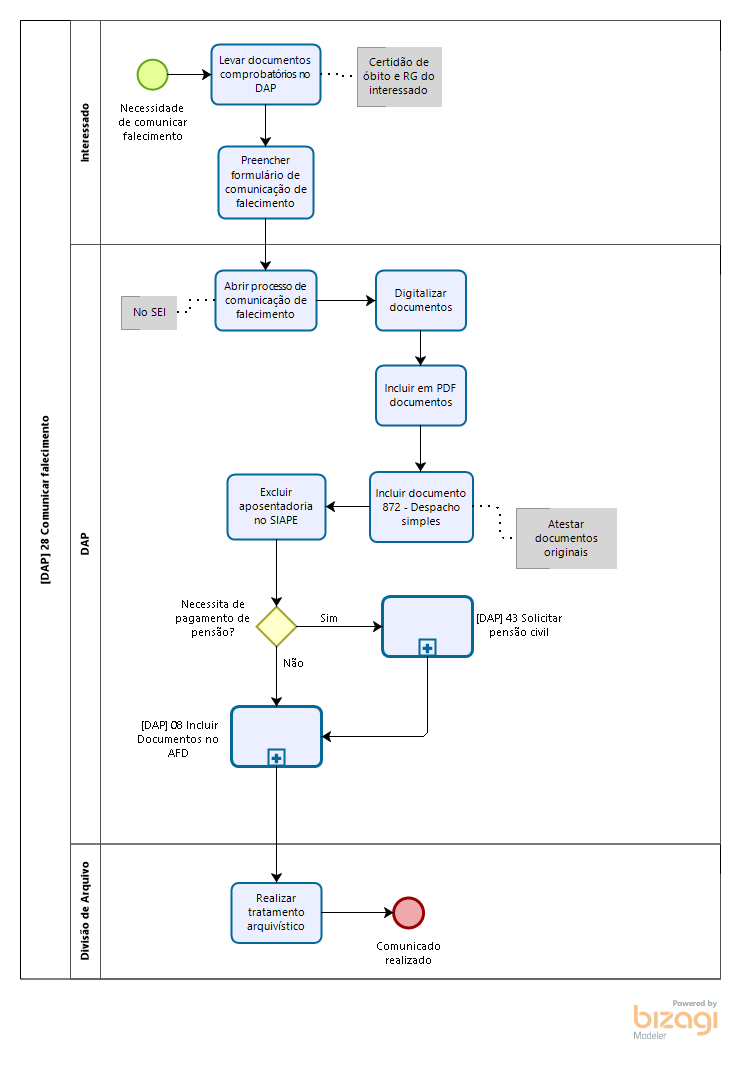 [DAP] 28 Comunicar falecimento
Interessado
Necessidade
de comunicar
falecimento
Levar documentos
comprobatórios no
DAP
Certidão de
óbito e RG do
interessado
Preencher
formulário de
comunicação de
falecimento
DAP
No SEI
Abrir processo de
comunicação de
falecimento
Digitalizar
documentos
Incluir em PDF
documentos
Incluir documento
872 - Despacho
simples
Atestar
documentos
originais
Excluir
aposentadoria
no SIAPE
Necessita de
pagamento de
pensão?
Sim
[DAP] 43 Solicitar
pensão civil
Não
[DAP] 08 Incluir
Documentos no
AFD
Divisão de Arquivo
Realizar
tratamento
arquivístico
Comunicado
realizado
Powered by
bizagi
Modeler